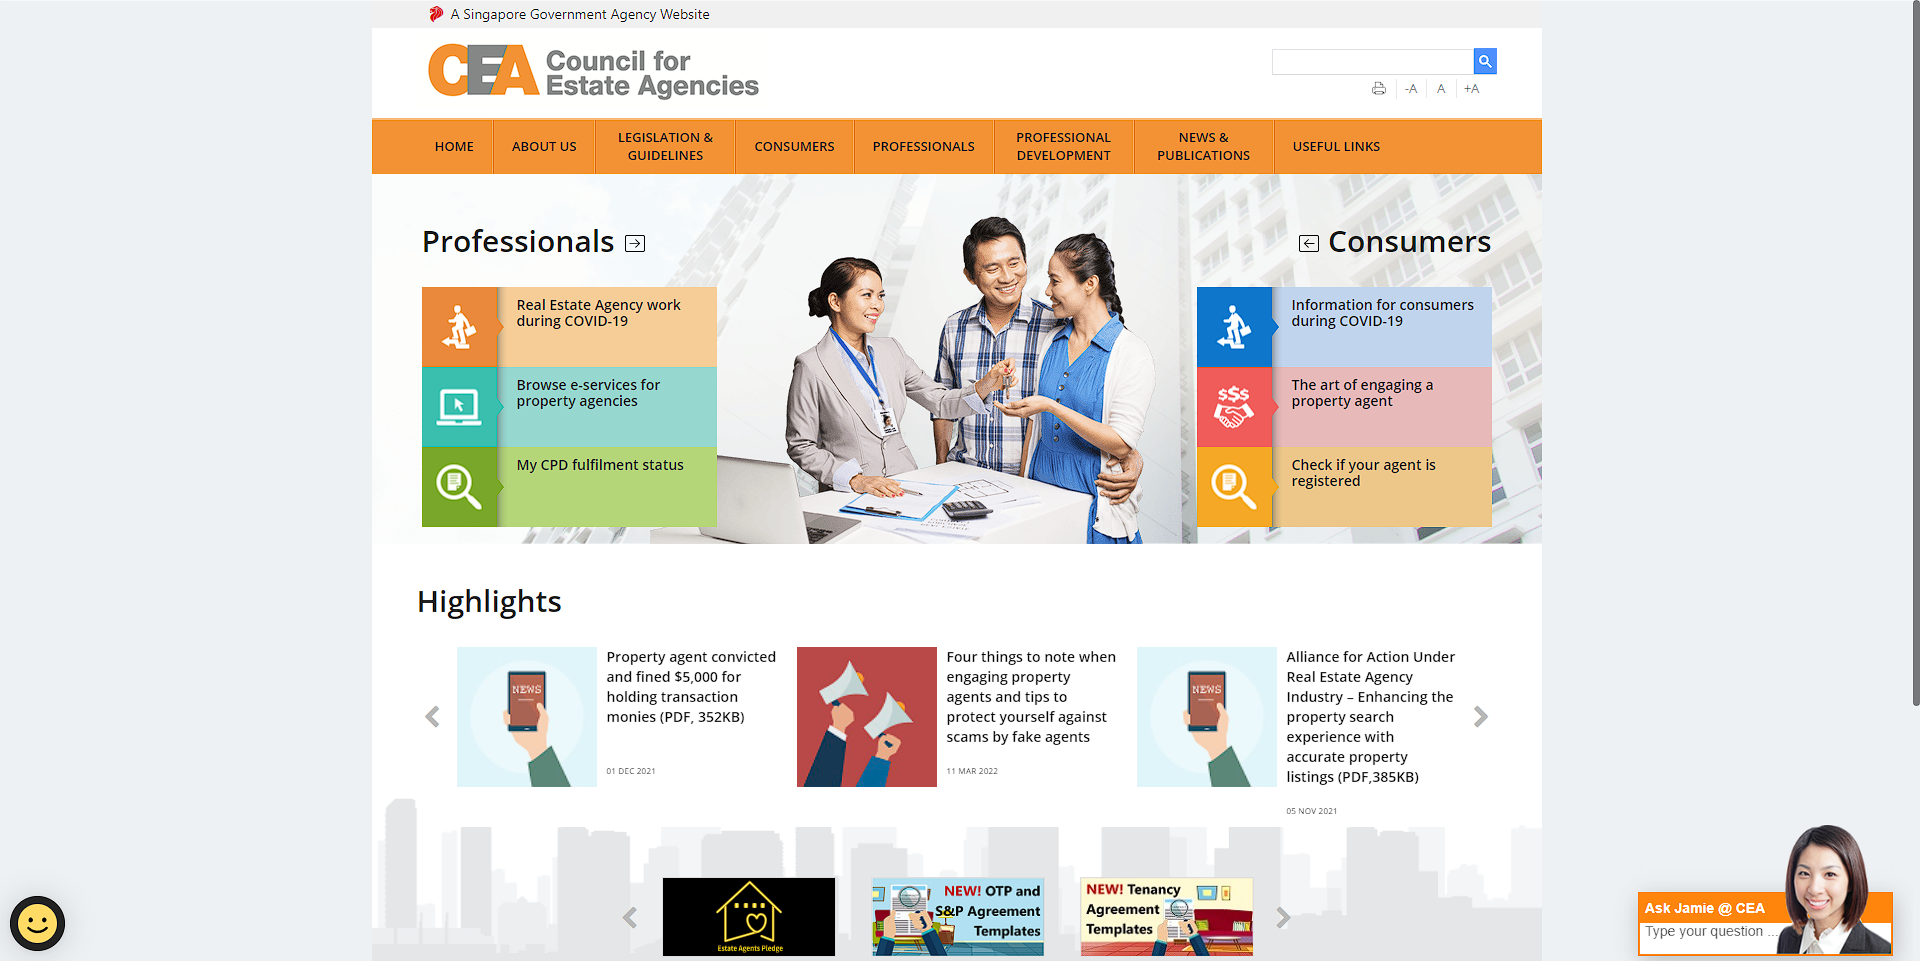 A Singapore Government Agency Website
CEA Council for
Estate Agencies
-A A +A
HOME
ABOUT US
LEGISLATION &
GUIDELINES
CONSUMERS
PROFESSIONALS
PROFESSIONAL
DEVELOPMENT
NEWS &
PUBLICATIONS
USEFUL LINKS
Professionals
Real Estate Agency work
during COVID-19
Browse e-services for
property agencies
My CPD fulfilment status
Consumers
Information for consumers
during COVID-19
$$$
The art of engaging a
property agent
Check if your agent is
registered
Highlights
NEWS
Property agent convicted
and fined $5,000 for
holding transaction
monies (PDF, 352KB)
01 DEC 2021
Four things to note when
engaging property
agents and tips to
protect yourself against
scams by fake agents
11 MAR 2022
NEWS
Alliance for Action Under
Real Estate Agency
Industry – Enhancing the
property search
experience with
accurate property
listings (PDF,385KB)
05 NOV 2021
Estate Agents Pledge
NEW! OTP and
S&P Agreement
Templates
NEW! Tenancy
Agreement
Templates
Ask Jamie @ CEA
Type your question ...